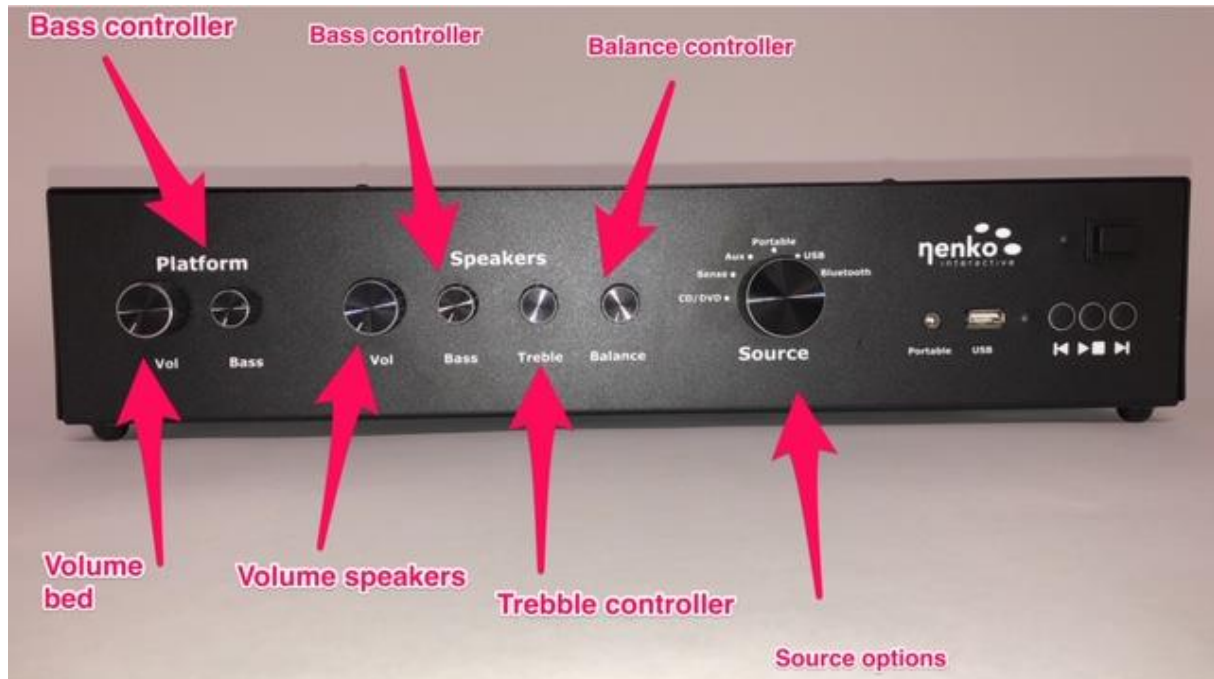 Bass controller
Bass controller
Balance controller
Platform
Speakers
Vol
Bass
Vol
Bass
Treble
Balance
Portable
Aux
USB
Sense
Bluetooth
CD/DVD
Source
nenko
interactive
Portable
USB
Volume
bed
Volume speakers
Trebble controller
Source options